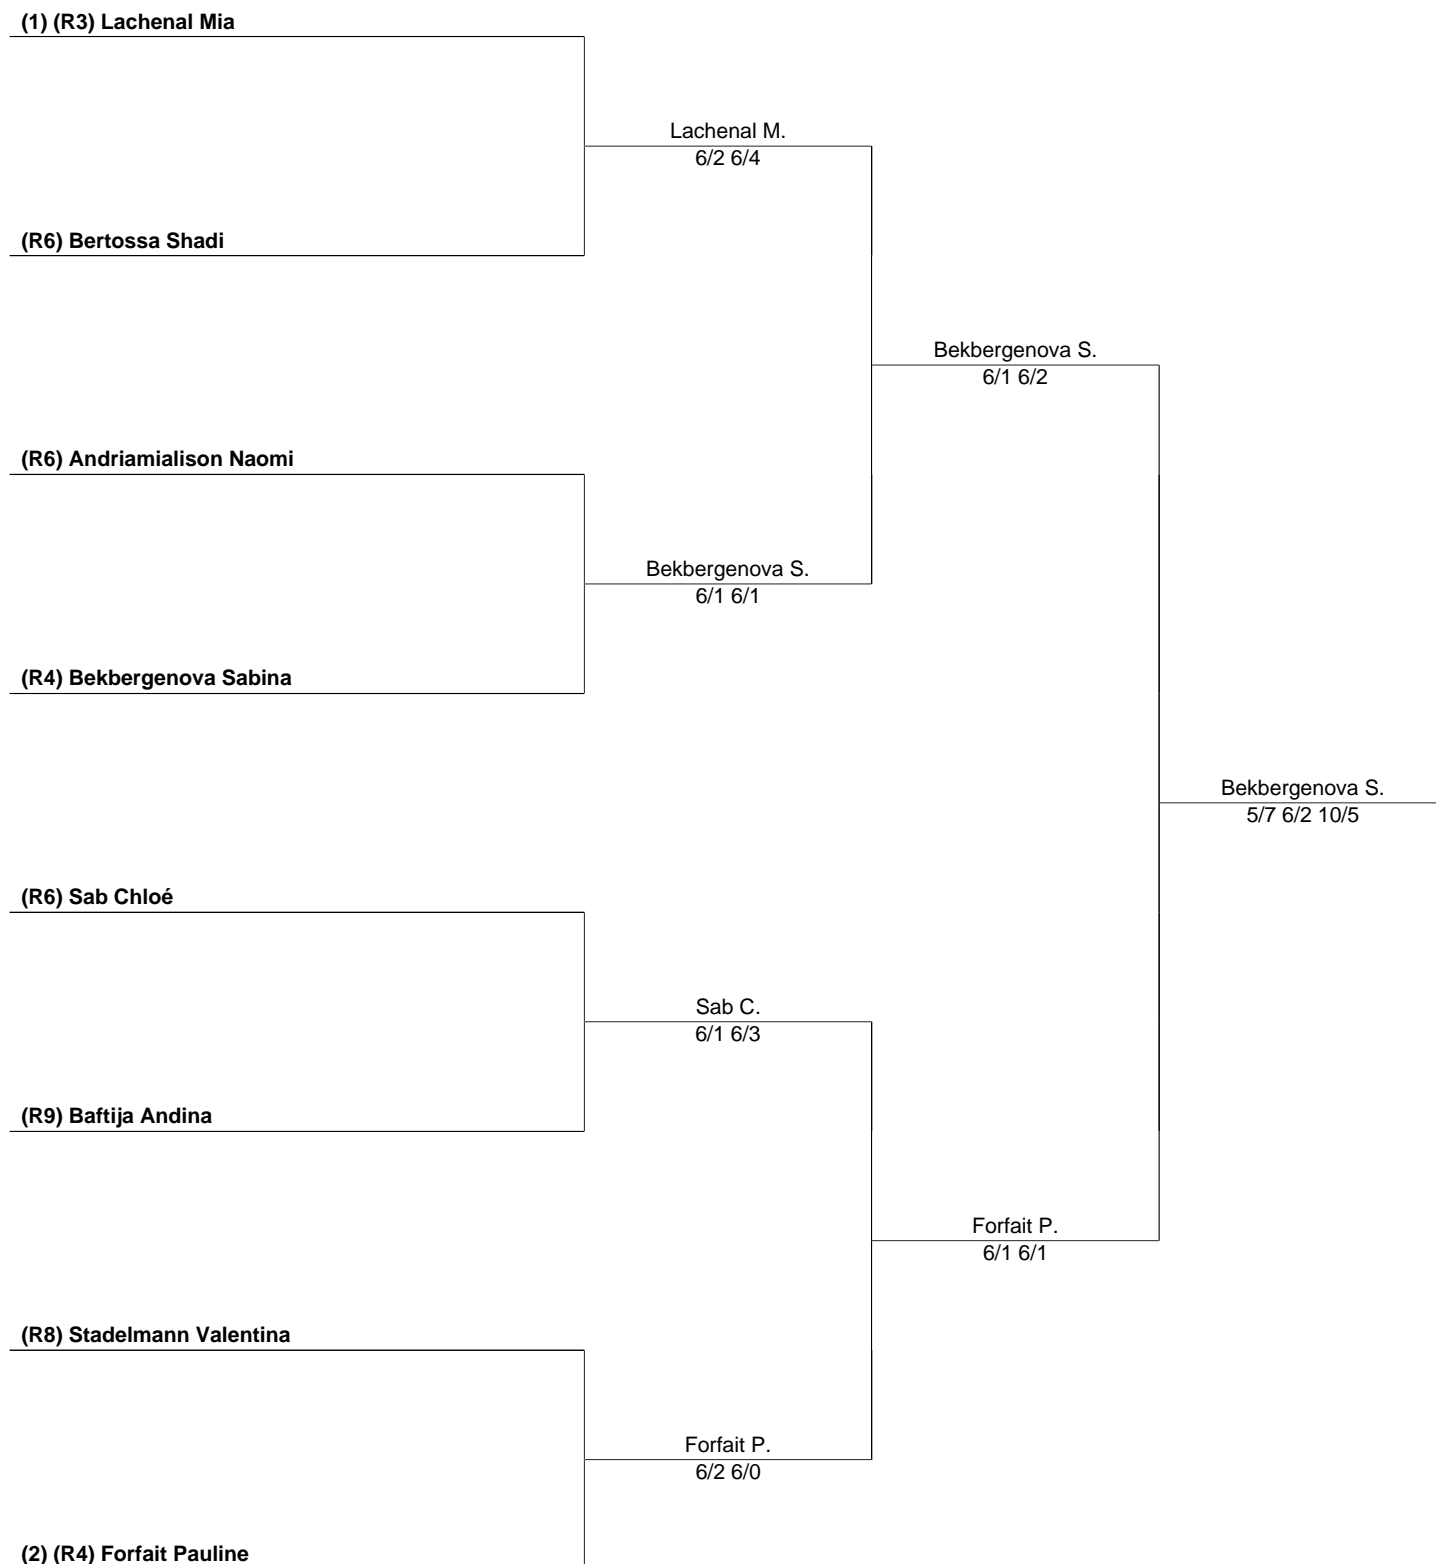 (1) (R3) Lachenal Mia
Lachenal M.
6/2 6/4
(R6) Bertossa Shadi
Bekbergenova S.
6/1 6/2
(R6) Andriamialison Naomi
Bekbergenova S.
6/1 6/1
(R4) Bekbergenova Sabina
Bekbergenova S.
5/7 6/2 10/5
(R6) Sab Chloé
Sab C.
6/1 6/3
(R9) Baftija Andina
Forfait P.
6/1 6/1
(R8) Stadelmann Valentina
Forfait P.
6/2 6/0
(2) (R4) Forfait Pauline